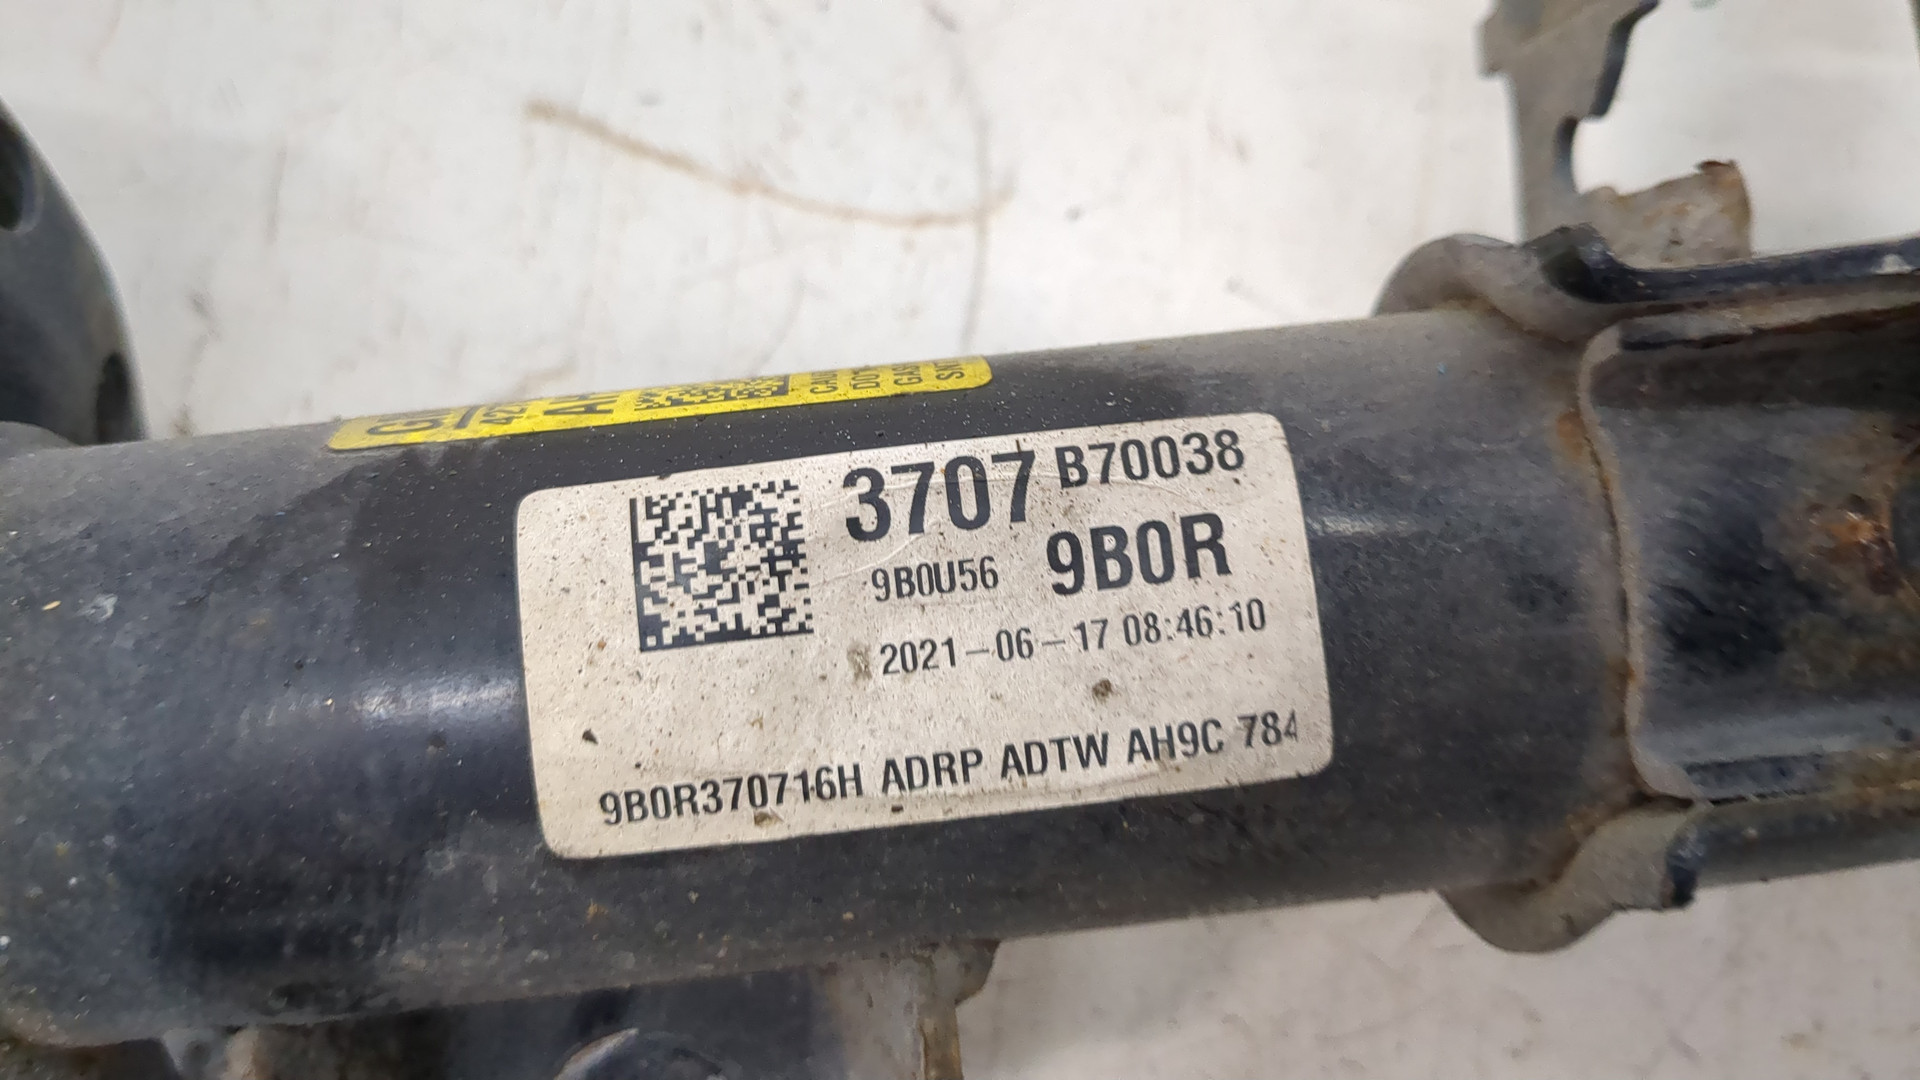 3707 B70038
9B0U56 9B0R
2021-06-17 08:46:10
9B0R370716H ADRP ADTW AH9C 784